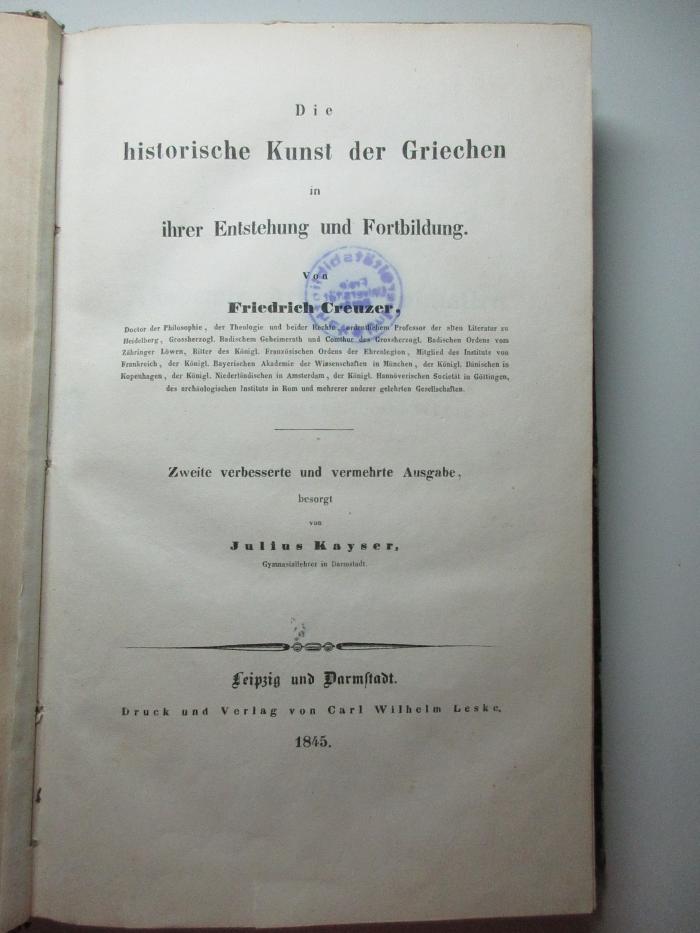 Die
historische Kunst der Griechen
in
ihrer Entstehung und Fortbildung.
Von
Friedrich Creuzer,
Doctor der Philosophie, der Theologie und beider Rechte, ordentlichem Professor der alten Literatur zu
Heidelberg, Grossherzogl. Badischem Geheimerath und Comthur des Grossherzogl. Badischen Ordens vom
Zähringer Löwen, Ritter des Königl. Französischen Ordens der Ehrenlegion, Mitglied des Instituts von
Frankreich, der Königl. Bayerischen Akademie der Wissenschaften in München, der Königl. Dänischen in
Kopenhagen, der Königl. Niederländischen in Amsterdam, der Königl. Hannöverischen Societät in Göttingen,
des archäologischen Instituts in Rom und mehrerer anderer gelehrten Gesellschaften.
Zweite verbesserte und vermehrte Ausgabe,
besorgt
von
Julius Kayser,
Gymnasiallehrer in Darmstadt.
Leipzig und Darmstadt.
Druck und Verlag von Carl Wilhelm Leske.
1845.